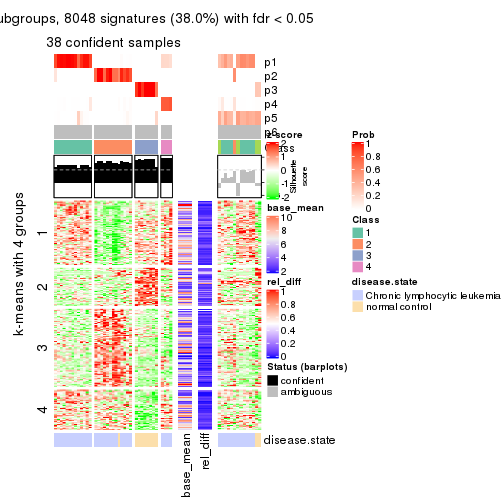 ubgroups, 8048 signatures (38.0%) with fdr < 0.05
38 confident samples
p1
p2
p3
p4
p5
p6
Class
z-score
2
1
0
-1
-2
Silhouette
score
Prob
1
0.8
0.6
0.4
0.2
0
base_mean
10
8
6
4
2
Class
1
2
3
4
rel_diff
1
0.8
0.6
0.4
0.2
0
disease.state
Chronic lymphocytic leukemia
normal control
Status (barplots)
confident
ambiguous
k-means with 4 groups
1
2
3
4
disease.state
base_mean
rel_diff